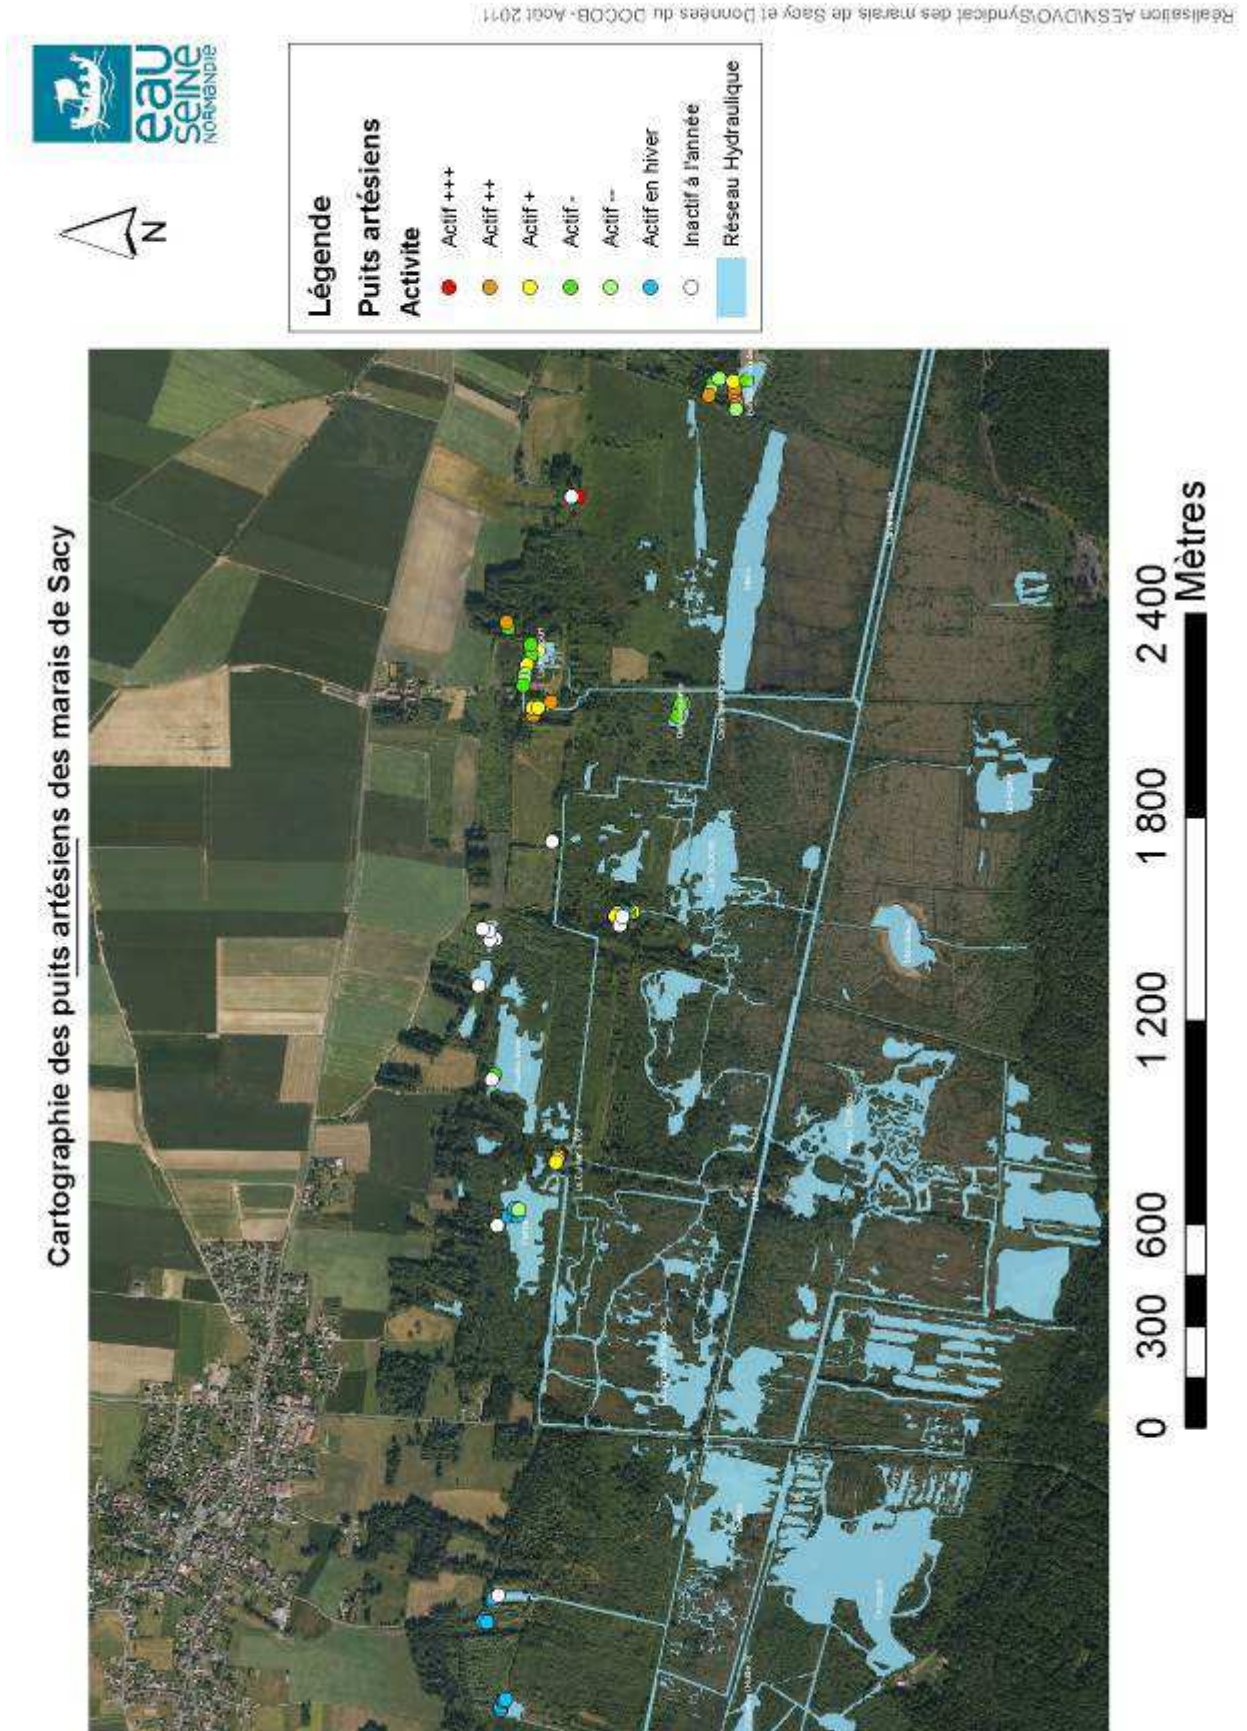 Cartographie des puits artésiens des marais de Sacy
eau
seine
NORMANDIE
N
Légende
Puits artésiens
Activite
Actif +++
Actif ++
Actif +
Actif -
Actif --
Actif en hiver
Inactif à l'année
Réseau Hydraulique
0 300 600 1 200 1 800 2 400
Mètres
Réalisation AESN\DVO\Syndicat des marais de Sacy et Données du DOCOB- Août 2011